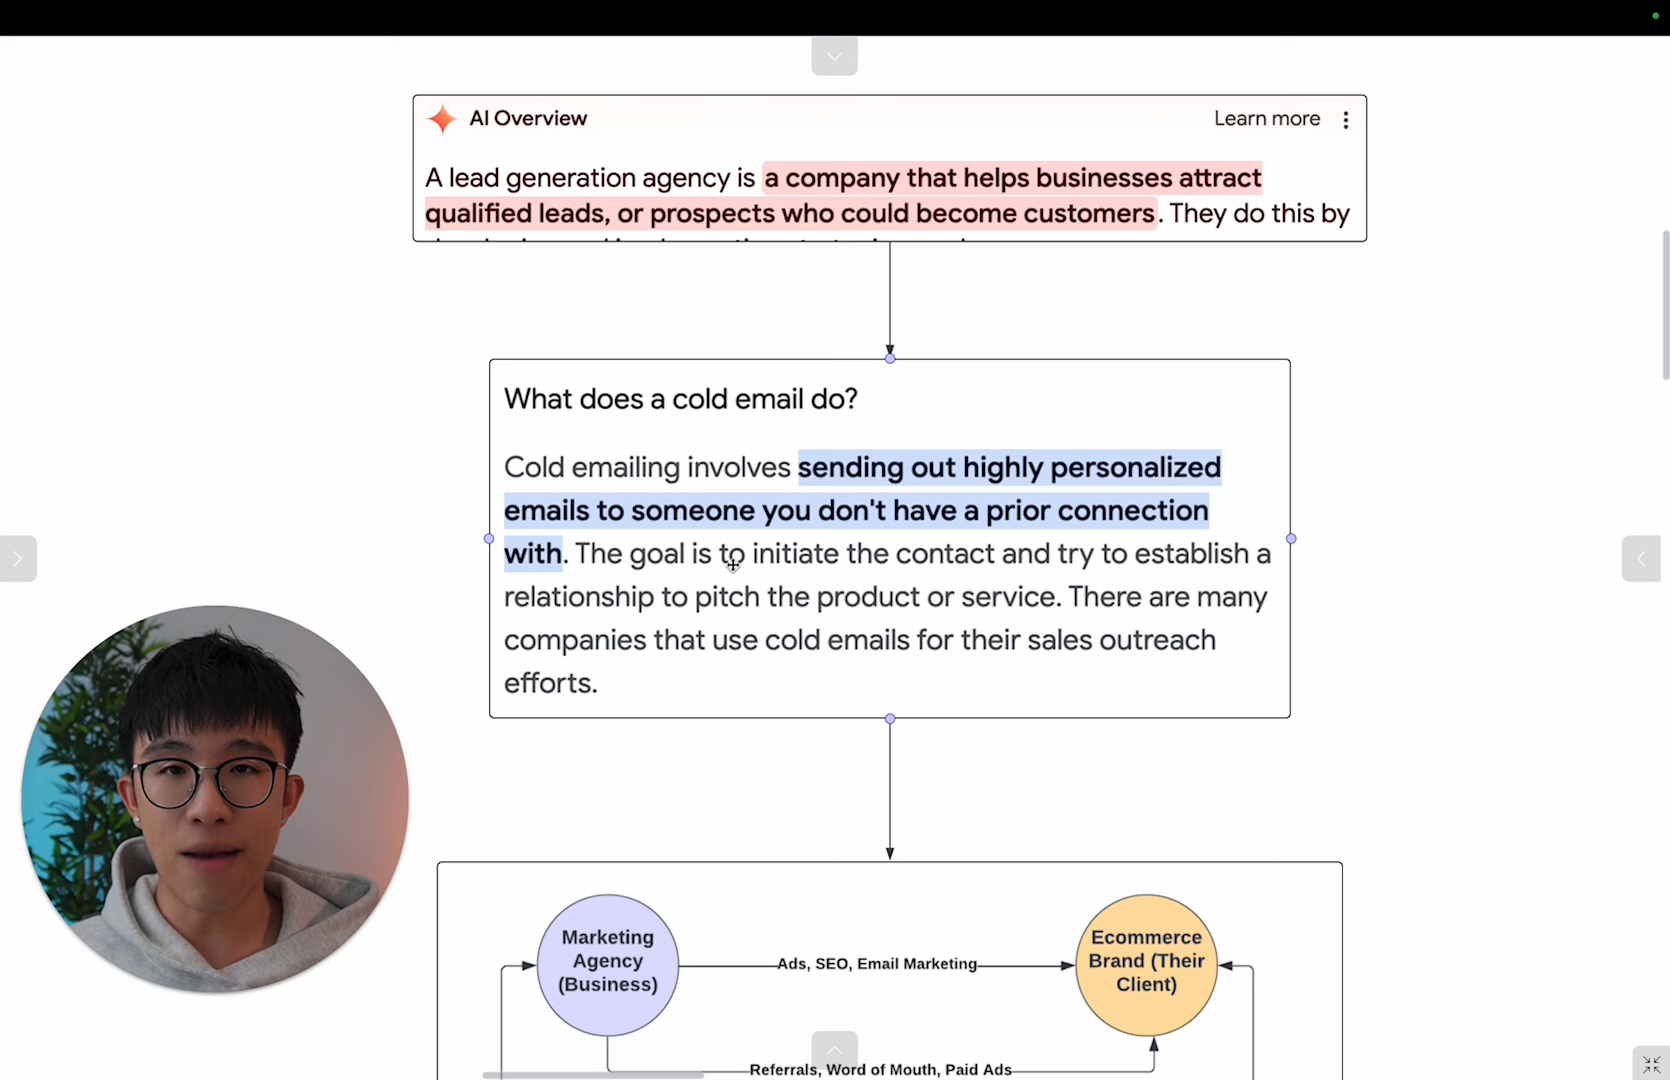 AI Overview
Learn more
A lead generation agency is a company that helps businesses attract
qualified leads, or prospects who could become customers. They do this by
What does a cold email do?
Cold emailing involves sending out highly personalized
emails to someone you don't have a prior connection
with. The goal is to initiate the contact and try to establish a
relationship to pitch the product or service. There are many
companies that use cold emails for their sales outreach
efforts.
Marketing
Agency
(Business)
Ads, SEO, Email Marketing
Ecommerce
Brand (Their
Client)
Referrals, Word of Mouth, Paid Ads